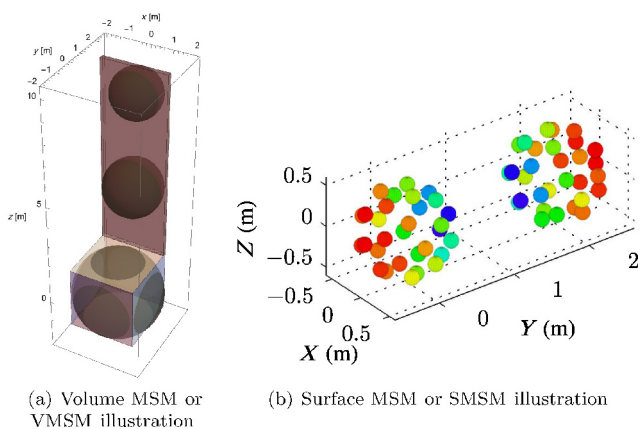 x [m]
−2 −1 0 1 2
y [m]
2
1
0
−1
−2
10
5
z [m]
0
0.5
0
−0.5
Z (m)
−0.5
0
0.5
X (m)
0
1
2
Y (m)
(a) Volume MSM or
VMSM illustration
(b) Surface MSM or SMSM illustration